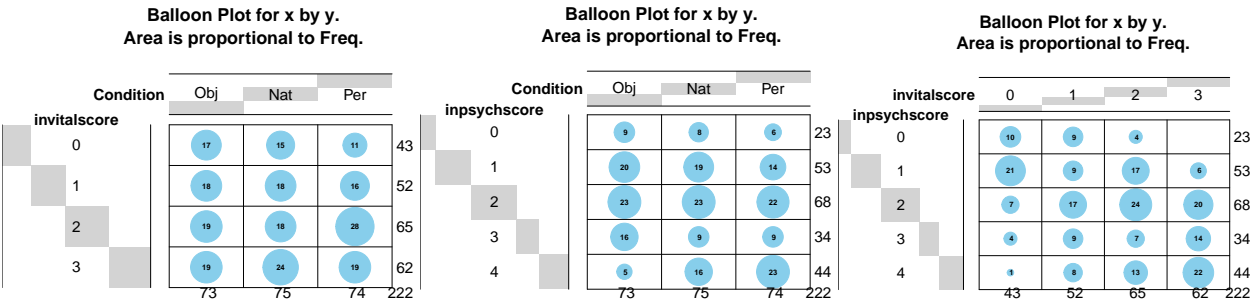 Balloon Plot for x by y.
Area is proportional to Freq.
Condition Obj Nat Per
invitalscore
0 17 15 11 43
1 18 18 16 52
2 19 18 28 65
3 19 24 19 62
73 75 74 222
Balloon Plot for x by y.
Area is proportional to Freq.
Condition Obj Nat Per
inpsychscore
0 9 8 6 23
1 20 19 14 53
2 23 23 22 68
3 16 9 9 34
4 5 16 23 44
73 75 74 222
Balloon Plot for x by y.
Area is proportional to Freq.
invitalscore 0 1 2 3
inpsychscore
0 10 9 4 23
1 21 9 17 6 53
2 7 17 24 20 68
3 4 9 7 14 34
4 1 8 13 22 44
43 52 65 62 222